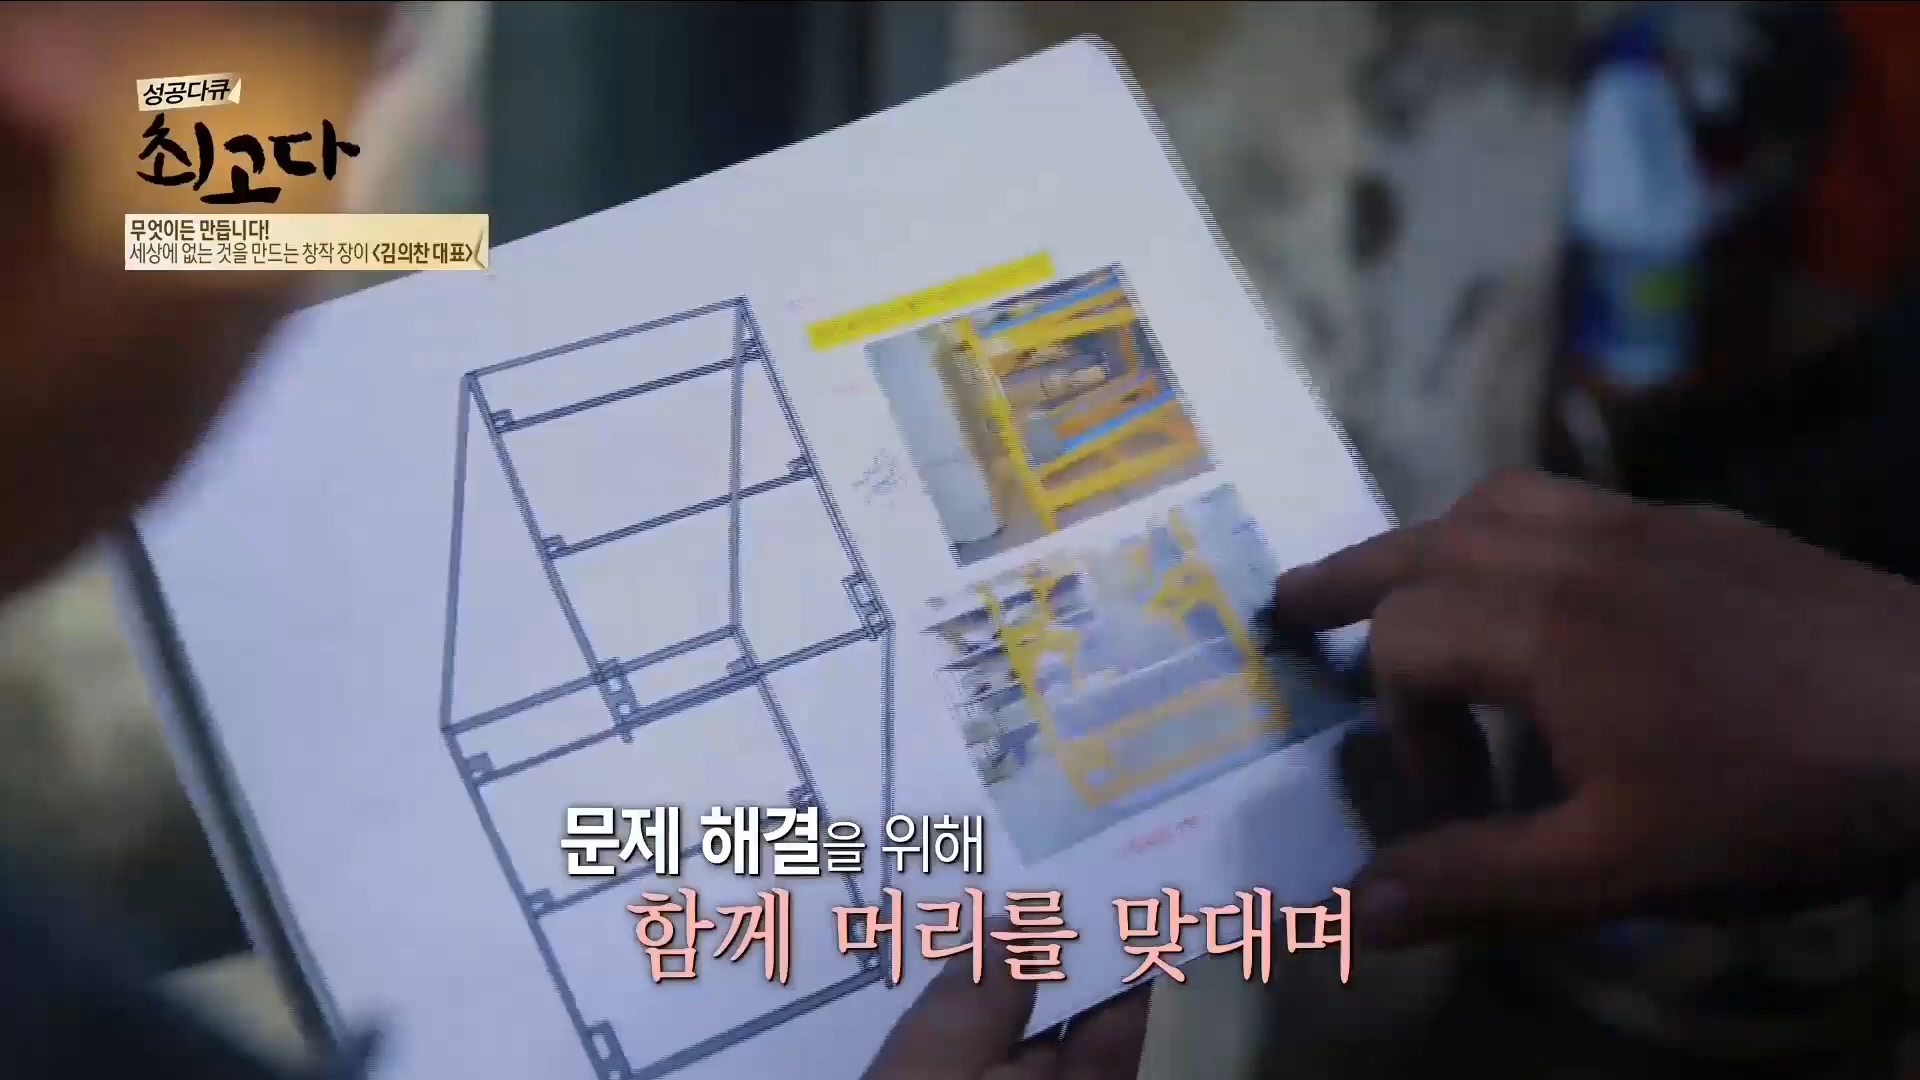 성공다큐
최고다
무엇이든 만듭니다!
세상에 없는 것을 만드는 창작 장이 <김의찬 대표>
문제 해결을 위해
함께 머리를 맞대며